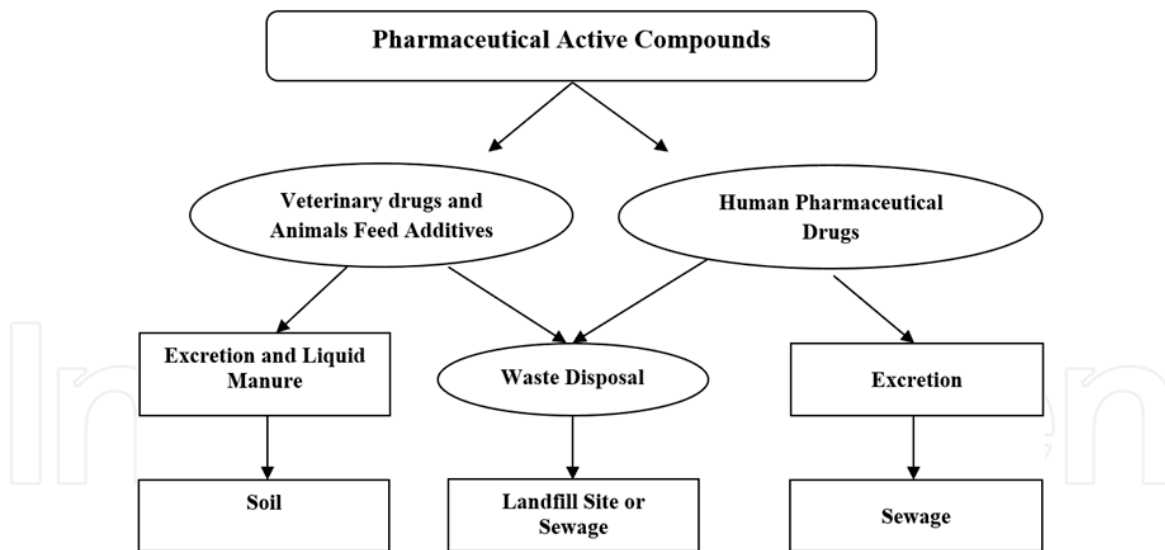 Pharmaceutical Active Compounds
Veterinary drugs and
Animals Feed Additives
Human Pharmaceutical
Drugs
Excretion and Liquid
Manure
Waste Disposal
Excretion
Soil
Landfill Site or
Sewage
Sewage